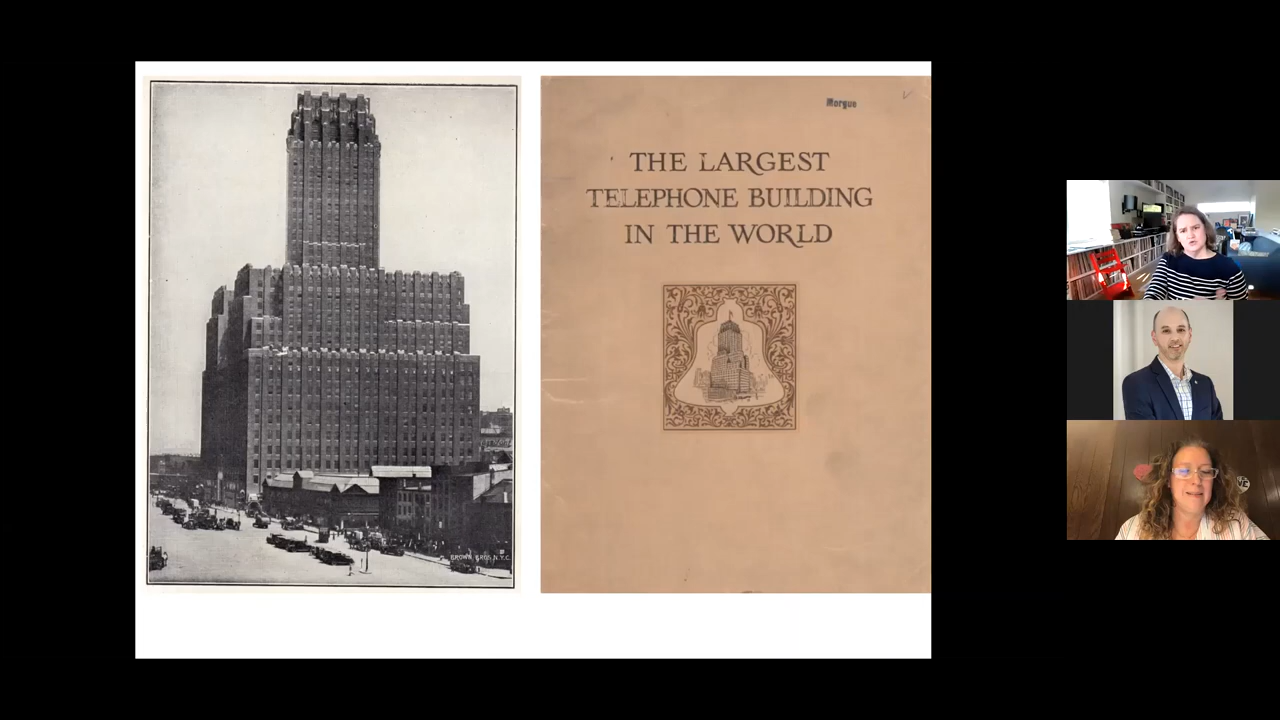 Morgue
THE LARGEST
TELEPHONE BUILDING
IN THE WORLD
BROWN BROS. N.Y.C.